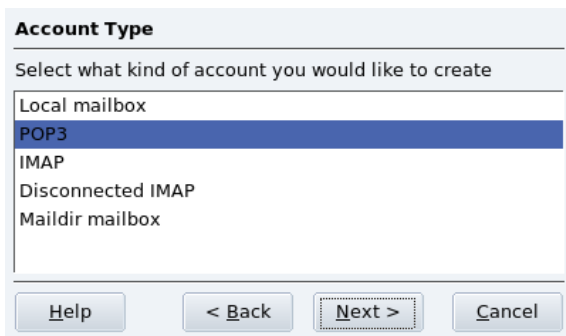 Account Type
Select what kind of account you would like to create
Local mailbox
POP3
IMAP
Disconnected IMAP
Maildir mailbox
Help < Back Next > Cancel